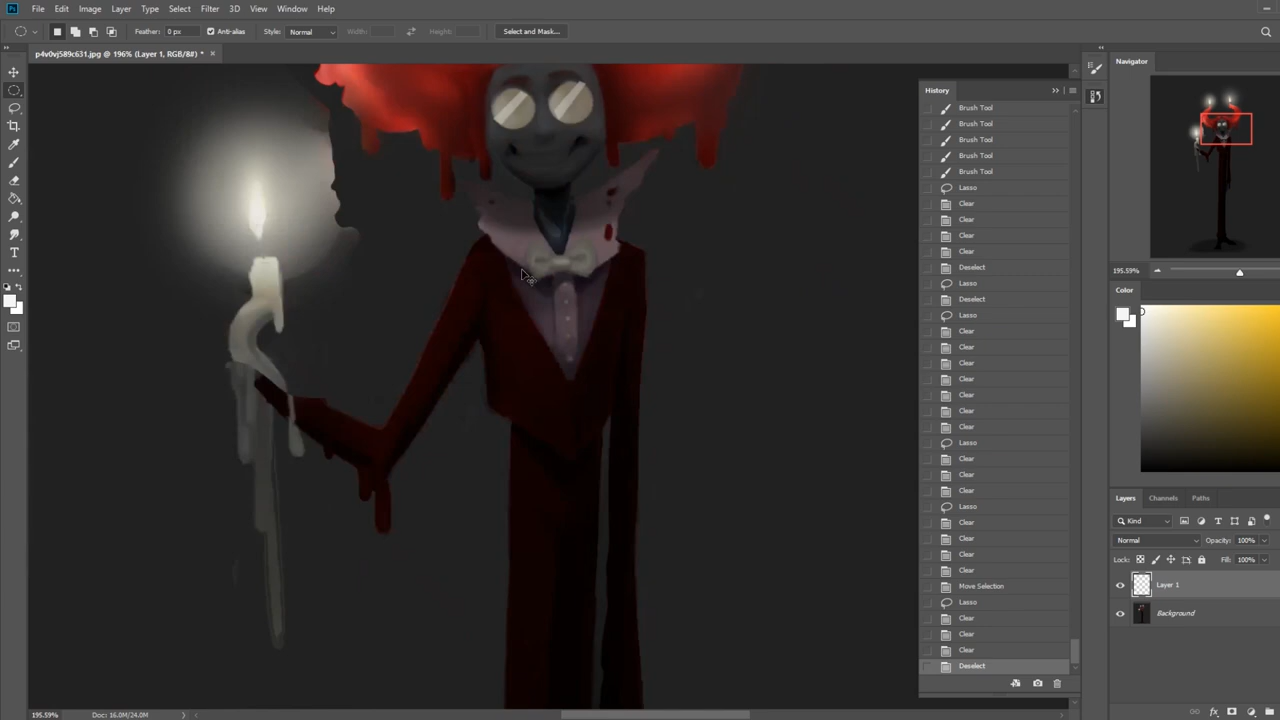 File Edit Image Layer Type Select Filter 3D View Window Help
Feather: 0 px Anti-alias Style: Normal Width: Height: Select and Mask...
p4v0vj589c631.jpg @ 196% (Layer 1, RGB/8#) *
Navigator
History
Brush Tool
Brush Tool
Brush Tool
Brush Tool
Brush Tool
Lasso
Clear
Clear
Clear
Clear
Deselect
Lasso
Deselect
Lasso
Clear
Clear
Clear
Clear
Clear
Clear
Clear
Lasso
Clear
Clear
Clear
Lasso
Clear
Clear
Clear
Clear
Move Selection
Lasso
Clear
Clear
Clear
Deselect
195.59%
Color
Layers Channels Paths
Kind
Normal Opacity: 100%
Lock: Fill: 100%
Layer 1
Background
195.59% Doc: 16.0M/24.0M